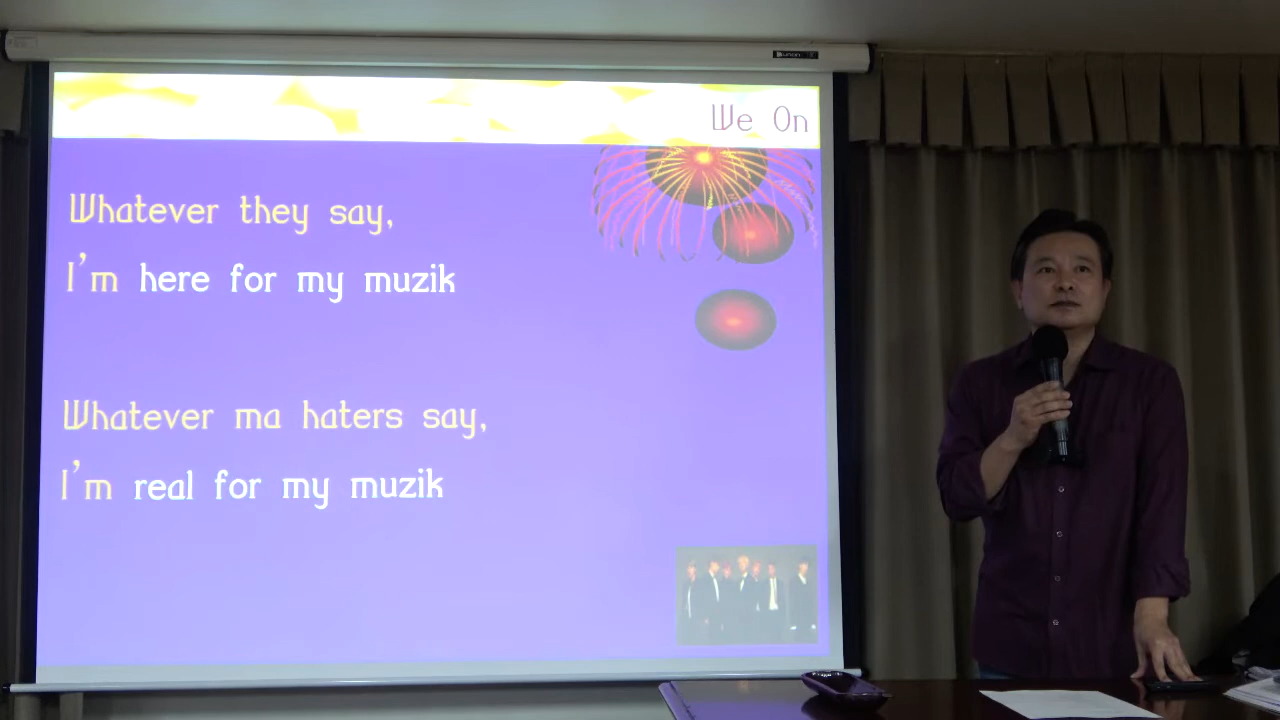 We On
Whatever they say,
I'm here for my muzik
Whatever ma haters say,
I'm real for my muzik